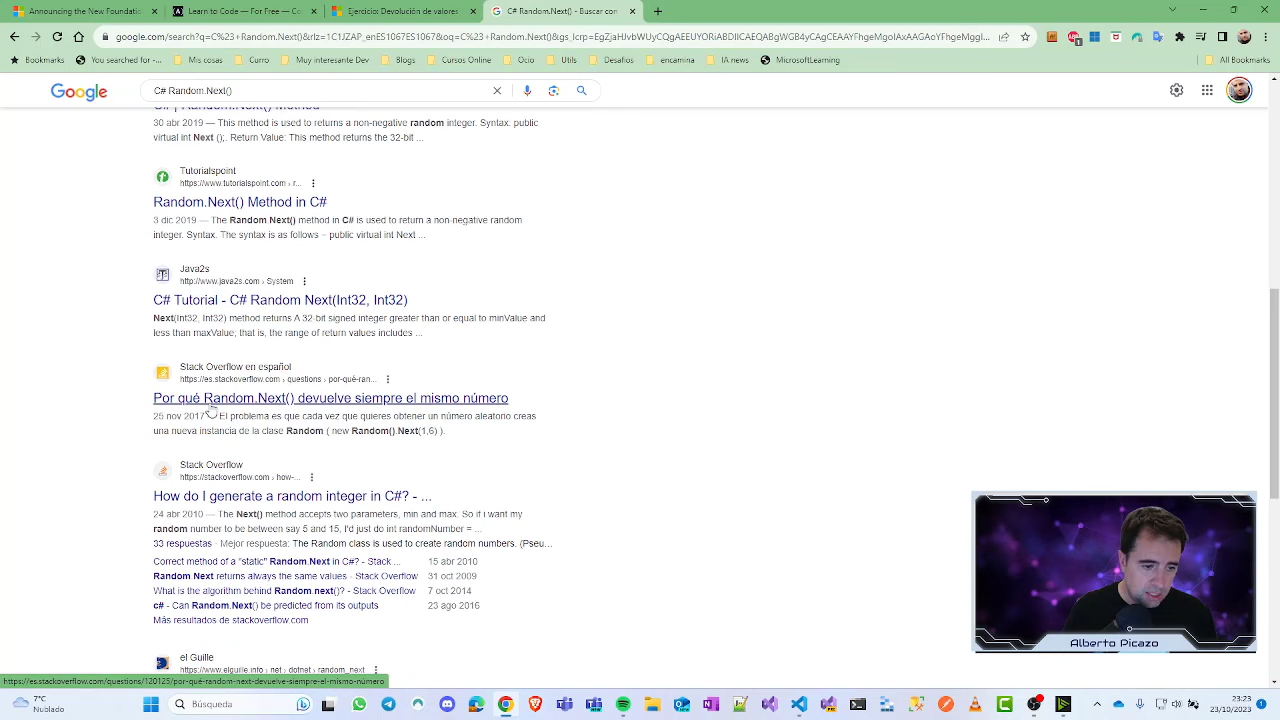 Announcing the New Foundation
Learn to Code - For Free — Co
Ejercicio: Devolución de valores
C# Random.Next() - Buscar con
google.com/search?q=C%23+Random.Next()&rlz=1C1JZAP_enES1067ES1067&oq=C%23+Random.Next()
Bookmarks
You searched for -...
Mis cosas
Curro
Muy interesante Dev
Blogs
Cursos Online
Ocio
Utils
Desafios
encamina
IA news
MicrosoftLearning
All Bookmarks
Google
C# Random.Next()
C# | Random.Next() Method
30 abr 2019 — This method is used to returns a non-negative random integer. Syntax: public
virtual int Next ();. Return Value: This method returns the 32-bit ...
Tutorialspoint
https://www.tutorialspoint.com › r...
Random.Next() Method in C#
3 dic 2019 — The Random.Next() method in C# is used to return a non-negative random
integer. Syntax. The syntax is as follows − public virtual int Next ...
Java2s
http://www.java2s.com › System
C# Tutorial - C# Random Next(Int32, Int32)
Next(Int32, Int32) method returns A 32-bit signed integer greater than or equal to minValue and
less than maxValue; that is, the range of return values includes ...
Stack Overflow en español
https://es.stackoverflow.com › questions › por-qué-ran...
Por qué Random.Next() devuelve siempre el mismo número
25 nov 2017 — El problema es que cada vez que quieres obtener un número aleatorio creas
una nueva instancia de la clase Random ( new Random().Next(1,6) ).
Stack Overflow
https://stackoverflow.com › how-...
How do I generate a random integer in C#? - ...
24 abr 2010 — The Next() method accepts two parameters, min and max. So if i want my
random number to be between say 5 and 15, I'd just do int randomNumber = ...
33 respuestas · Mejor respuesta: The Random class is used to create random numbers. (Pseu...
Correct method of a "static" Random.Next in C#? - Stack ... 15 abr 2010
Random.Next returns always the same values - Stack Overflow 31 oct 2009
What is the algorithm behind Random.next()? - Stack Overflow 7 oct 2014
c# - Can Random.Next() be predicted from its outputs 23 ago 2016
Más resultados de stackoverflow.com
el Guille
https://www.elguille.info › net › dotnet › random_next
Alberto Picazo
https://es.stackoverflow.com/questions/120125/por-qué-random-next-devuelve-siempre-el-mismo-número
7°C
Nublado
Búsqueda
23:23
23/10/2023